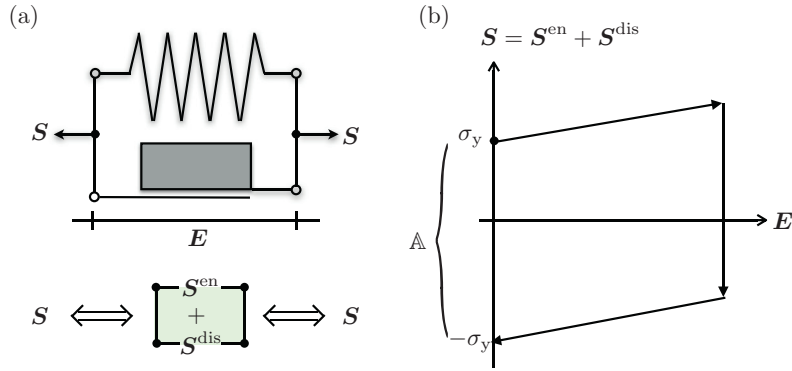 (a)
S
S
E
S
S^en
+
S^dis
S
(b)
S = S^en + S^dis
σ_y
𝔸
E
−σ_y